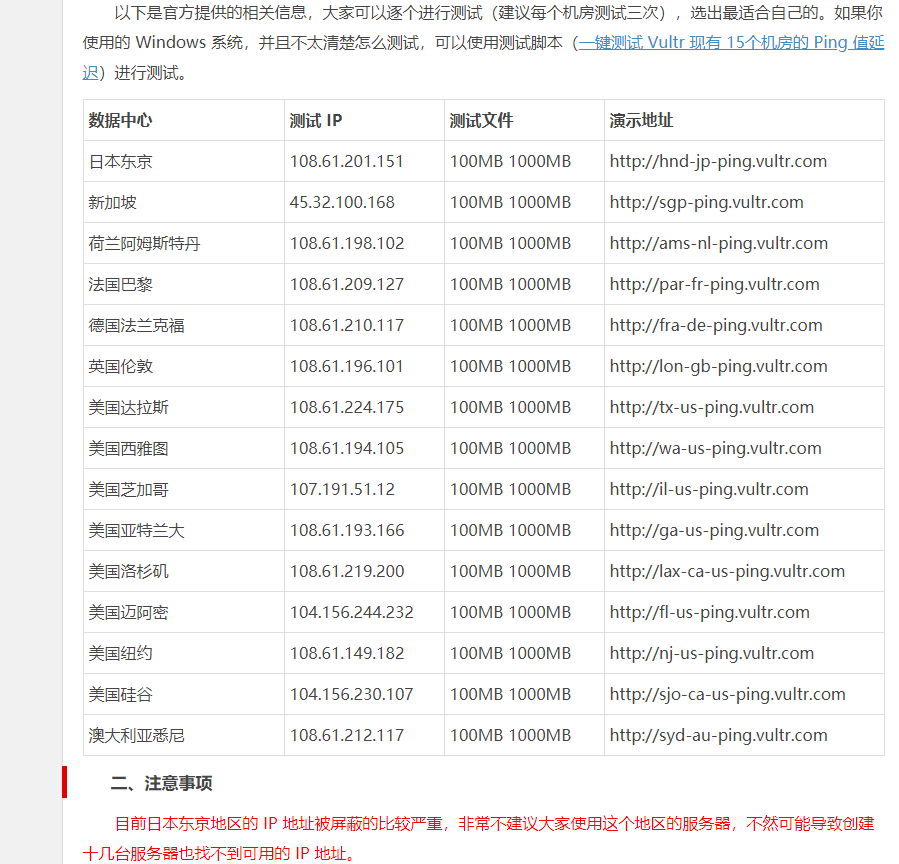 以下是官方提供的相关信息，大家可以逐个进行测试（建议每个机房测试三次），选出最适合自己的。如果你
使用的 Windows 系统，并且不太清楚怎么测试，可以使用测试脚本（一键测试 Vultr 现有 15个机房的 Ping 值延
迟）进行测试。
数据中心 测试 IP 测试文件 演示地址
日本东京 108.61.201.151 100MB 1000MB http://hnd-jp-ping.vultr.com
新加坡 45.32.100.168 100MB 1000MB http://sgp-ping.vultr.com
荷兰阿姆斯特丹 108.61.198.102 100MB 1000MB http://ams-nl-ping.vultr.com
法国巴黎 108.61.209.127 100MB 1000MB http://par-fr-ping.vultr.com
德国法兰克福 108.61.210.117 100MB 1000MB http://fra-de-ping.vultr.com
英国伦敦 108.61.196.101 100MB 1000MB http://lon-gb-ping.vultr.com
美国达拉斯 108.61.224.175 100MB 1000MB http://tx-us-ping.vultr.com
美国西雅图 108.61.194.105 100MB 1000MB http://wa-us-ping.vultr.com
美国芝加哥 107.191.51.12 100MB 1000MB http://il-us-ping.vultr.com
美国亚特兰大 108.61.193.166 100MB 1000MB http://ga-us-ping.vultr.com
美国洛杉矶 108.61.219.200 100MB 1000MB http://lax-ca-us-ping.vultr.com
美国迈阿密 104.156.244.232 100MB 1000MB http://fl-us-ping.vultr.com
美国纽约 108.61.149.182 100MB 1000MB http://nj-us-ping.vultr.com
美国硅谷 104.156.230.107 100MB 1000MB http://sjo-ca-us-ping.vultr.com
澳大利亚悉尼 108.61.212.117 100MB 1000MB http://syd-au-ping.vultr.com
二、注意事项
目前日本东京地区的 IP 地址被屏蔽的比较严重，非常不建议大家使用这个地区的服务器，不然可能导致创建
十几台服务器也找不到可用的 IP 地址。